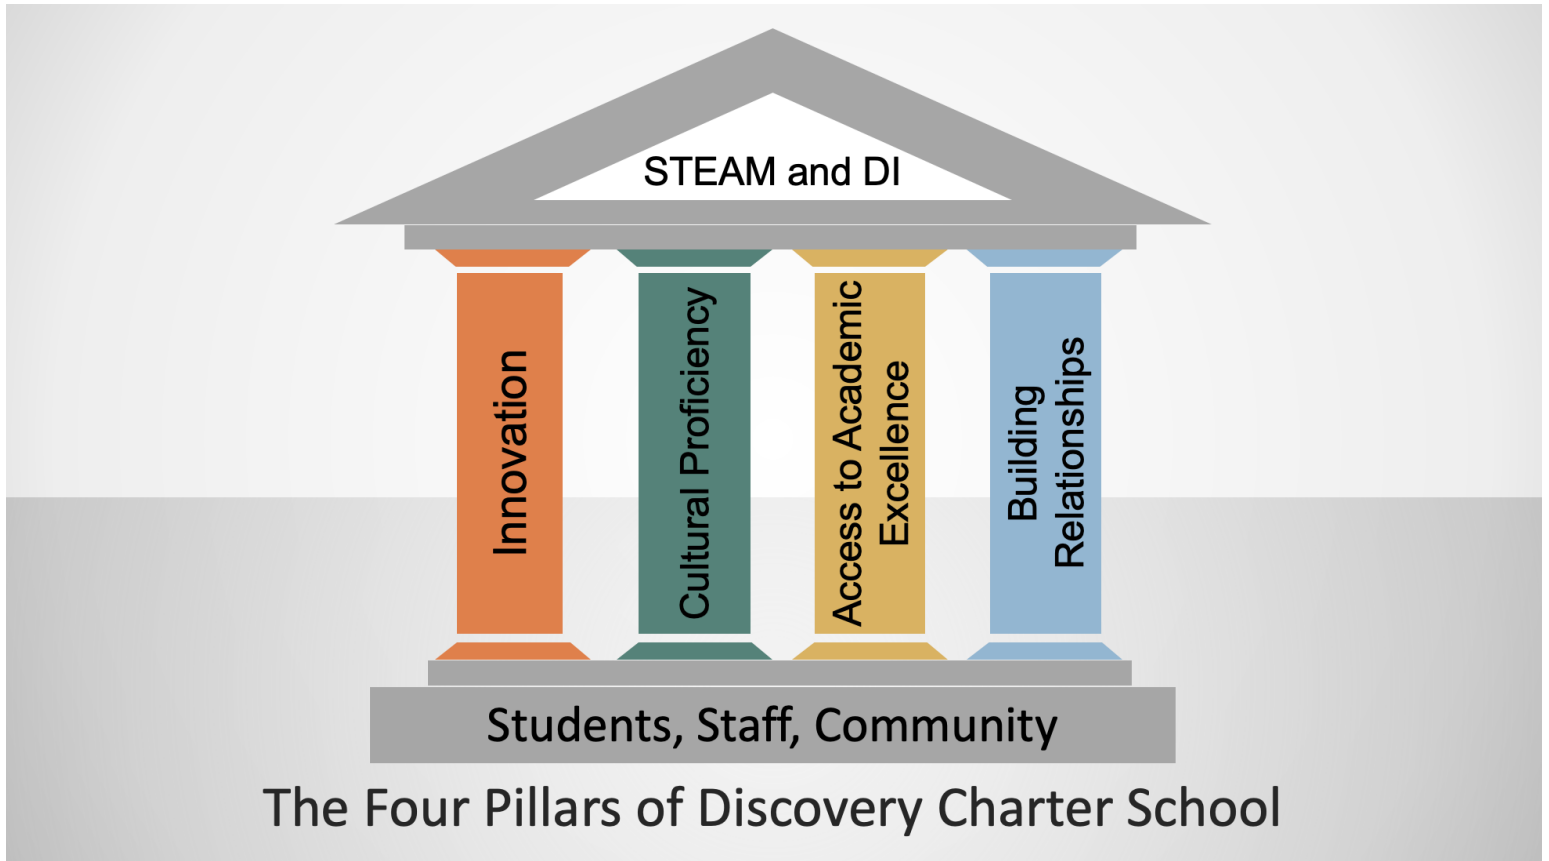 STEAM and DI
Innovation
Cultural Proficiency
Access to Academic
Excellence
Building
Relationships
Students, Staff, Community
The Four Pillars of Discovery Charter School